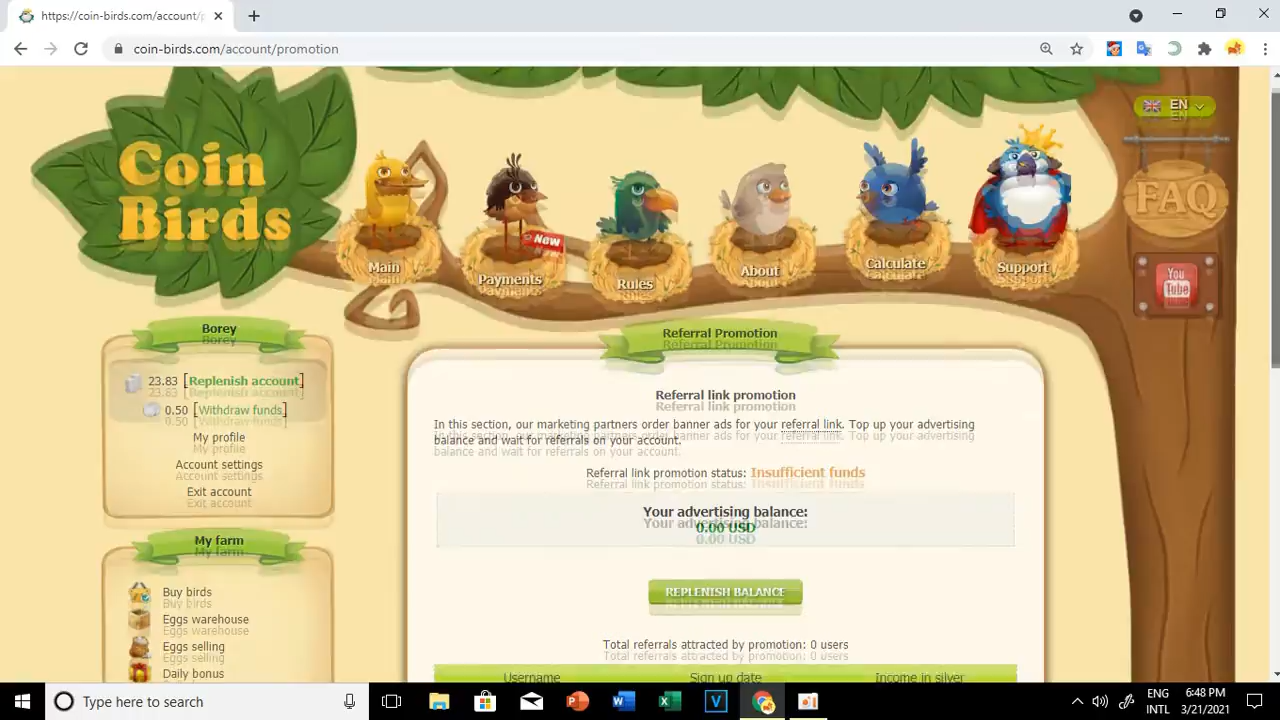 https://coin-birds.com/account/p
coin-birds.com/account/promotion
EN
Coin
Birds
FAQ
New
Main
Payments
Rules
About
Calculate
Support
You
Tube
Borey
23.83 [Replenish account]
0.50 [Withdraw funds]
My profile
Account settings
Exit account
My farm
Buy birds
Eggs warehouse
Eggs selling
Daily bonus
Referral Promotion
Referral link promotion
In this section, our marketing partners order banner ads for your referral link. Top up your advertising
balance and wait for referrals on your account.
Referral link promotion status: Insufficient funds
Your advertising balance:
0.00 USD
REPLENISH BALANCE
Total referrals attracted by promotion: 0 users
Username Sign up date Income in silver
Type here to search
ENG
INTL
6:48 PM
3/21/2021